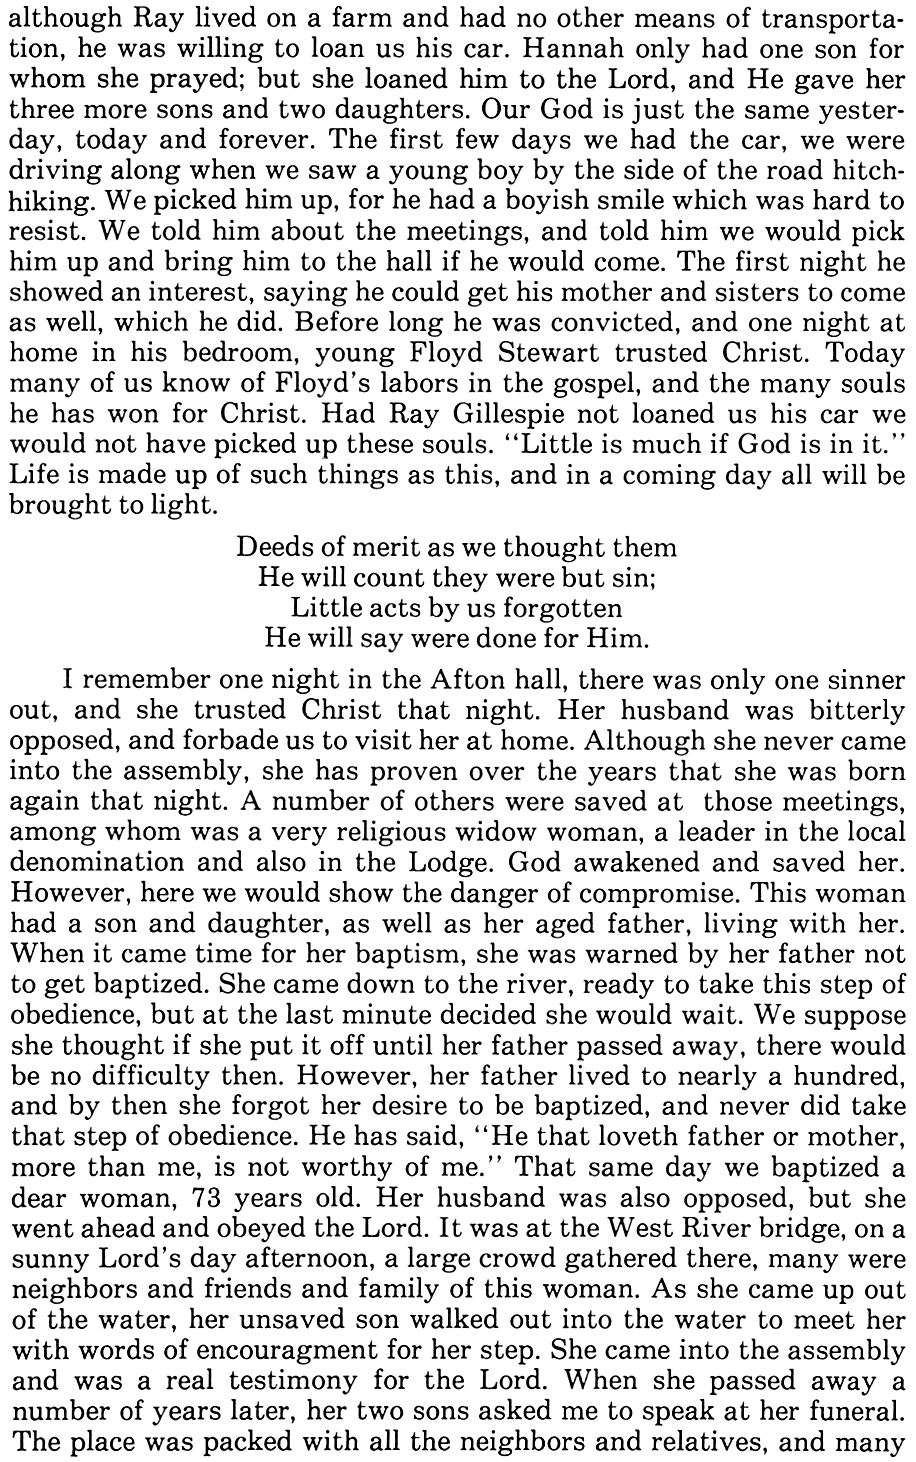 although Ray lived on a farm and had no other means of transporta-
tion, he was willing to loan us his car. Hannah only had one son for
whom she prayed; but she loaned him to the Lord, and He gave her
three more sons and two daughters. Our God is just the same yester-
day, today and forever. The first few days we had the car, we were
driving along when we saw a young boy by the side of the road hitch-
hiking. We picked him up, for he had a boyish smile which was hard to
resist. We told him about the meetings, and told him we would pick
him up and bring him to the hall if he would come. The first night he
showed an interest, saying he could get his mother and sisters to come
as well, which he did. Before long he was convicted, and one night at
home in his bedroom, young Floyd Stewart trusted Christ. Today
many of us know of Floyd's labors in the gospel, and the many souls
he has won for Christ. Had Ray Gillespie not loaned us his car we
would not have picked up these souls. "Little is much if God is in it."
Life is made up of such things as this, and in a coming day all will be
brought to light.
Deeds of merit as we thought them
He will count they were but sin;
Little acts by us forgotten
He will say were done for Him.
I remember one night in the Afton hall, there was only one sinner
out, and she trusted Christ that night. Her husband was bitterly
opposed, and forbade us to visit her at home. Although she never came
into the assembly, she has proven over the years that she was born
again that night. A number of others were saved at those meetings,
among whom was a very religious widow woman, a leader in the local
denomination and also in the Lodge. God awakened and saved her.
However, here we would show the danger of compromise. This woman
had a son and daughter, as well as her aged father, living with her.
When it came time for her baptism, she was warned by her father not
to get baptized. She came down to the river, ready to take this step of
obedience, but at the last minute decided she would wait. We suppose
she thought if she put it off until her father passed away, there would
be no difficulty then. However, her father lived to nearly a hundred,
and by then she forgot her desire to be baptized, and never did take
that step of obedience. He has said, "He that loveth father or mother,
more than me, is not worthy of me." That same day we baptized a
dear woman, 73 years old. Her husband was also opposed, but she
went ahead and obeyed the Lord. It was at the West River bridge, on a
sunny Lord's day afternoon, a large crowd gathered there, many were
neighbors and friends and family of this woman. As she came up out
of the water, her unsaved son walked out into the water to meet her
with words of encouragment for her step. She came into the assembly
and was a real testimony for the Lord. When she passed away a
number of years later, her two sons asked me to speak at her funeral.
The place was packed with all the neighbors and relatives, and many